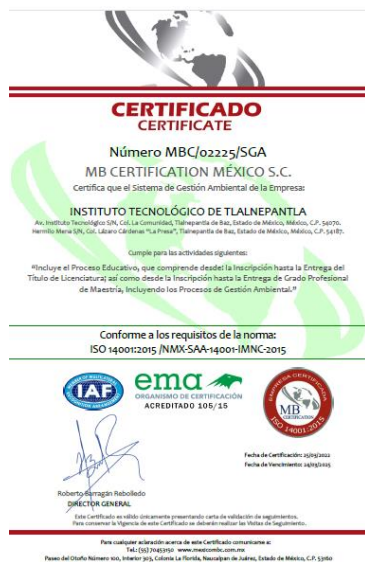 CERTIFICADO
CERTIFICATE
Número MBC/02225/SGA
MB CERTIFICATION MÉXICO S.C.
Certifica que el Sistema de Gestión Ambiental de la Empresa:
INSTITUTO TECNOLÓGICO DE TLALNEPANTLA
Av. Instituto Tecnológico S/N, Col. La Comunidad, Tlalnepantla de Baz, Estado de México, México, C.P. 54070.
Hermilo Mena S/N, Col. Lázaro Cárdenas "La Presa", Tlalnepantla de Baz, Estado de México, México, C.P. 54187.
Cumple para las actividades siguientes:
"Incluye el Proceso Educativo, que comprende desde la Inscripción hasta la Entrega del
Título de Licenciatura; así como desde la Inscripción hasta la Entrega de Grado Profesional
de Maestría, Incluyendo los Procesos de Gestión Ambiental."
Conforme a los requisitos de la norma:
ISO 14001:2015 /NMX-SAA-14001-IMNC-2015
IAF
ema
ORGANISMO DE CERTIFICACIÓN
ACREDITADO 105/15
EMPRESA CERTIFICADA
MB
CERTIFICATION
ISO 14001:2015
Fecha de Certificación: 25/03/2022
Fecha de Vencimiento: 24/03/2025
Roberto Barragán Rebolledo
DIRECTOR GENERAL
Este Certificado es válido únicamente presentando carta de validación de seguimientos.
Para conservar la Vigencia de este Certificado se deberán realizar las Visitas de Seguimiento.
Para cualquier aclaración acerca de este Certificado comunicarse a:
Tel.: (55) 70453150 www.mexicombc.com.mx
Paseo del Otoño Número 100, Interior 303, Colonia La Florida, Naucalpan de Juárez, Estado de México, C.P. 53160